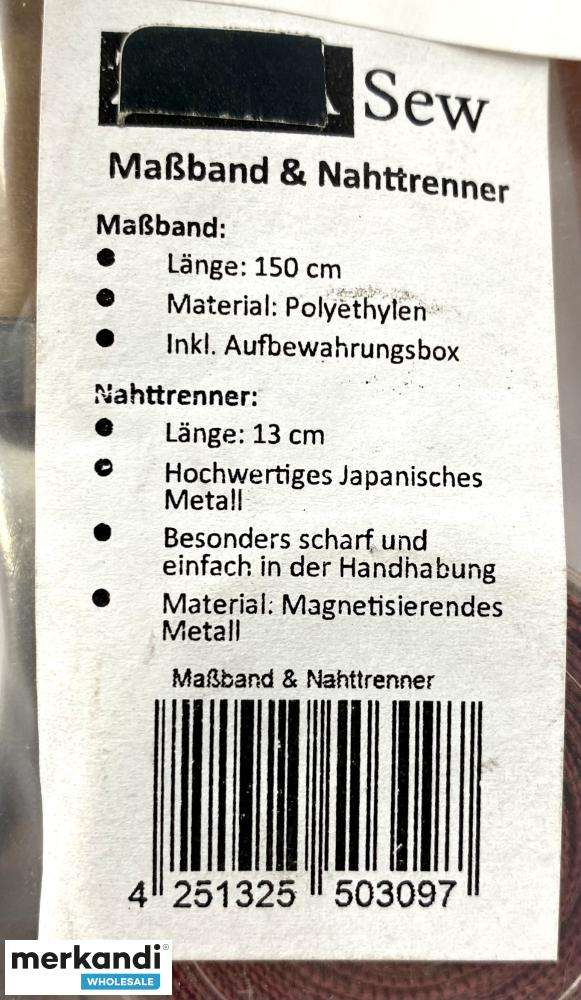 Sew
Maßband & Nahttrenner
Maßband:
Länge: 150 cm
Material: Polyethylen
Inkl. Aufbewahrungsbox
Nahttrenner:
Länge: 13 cm
Hochwertiges Japanisches
Metall
Besonders scharf und
einfach in der Handhabung
Material: Magnetisierendes
Metall
Maßband & Nahttrenner
4 251325 503097
merkandi®
WHOLESALE